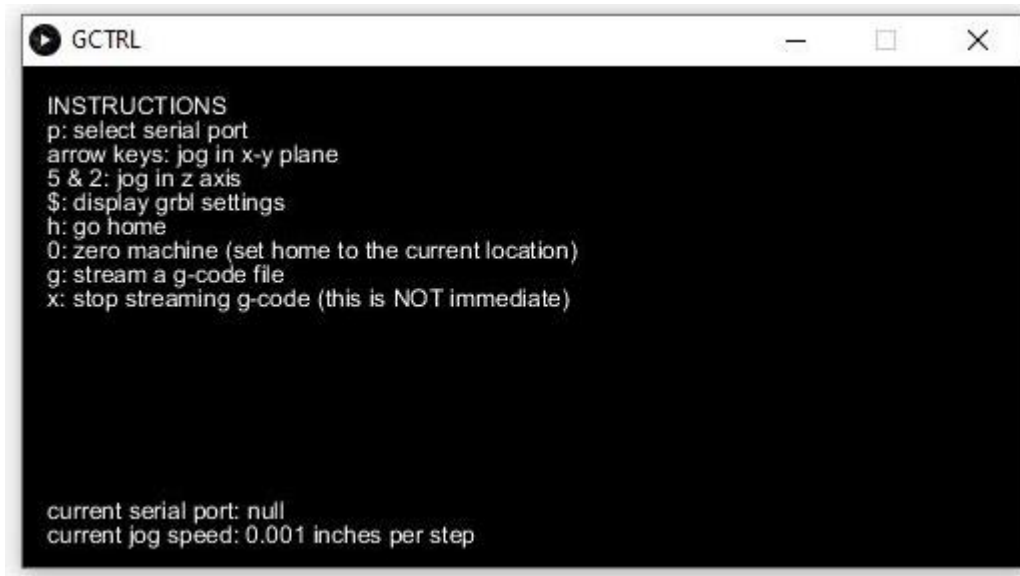 GCTRL
INSTRUCTIONS
p: select serial port
arrow keys: jog in x-y plane
5 & 2: jog in z axis
$: display grbl settings
h: go home
0: zero machine (set home to the current location)
g: stream a g-code file
x: stop streaming g-code (this is NOT immediate)
current serial port: null
current jog speed: 0.001 inches per step